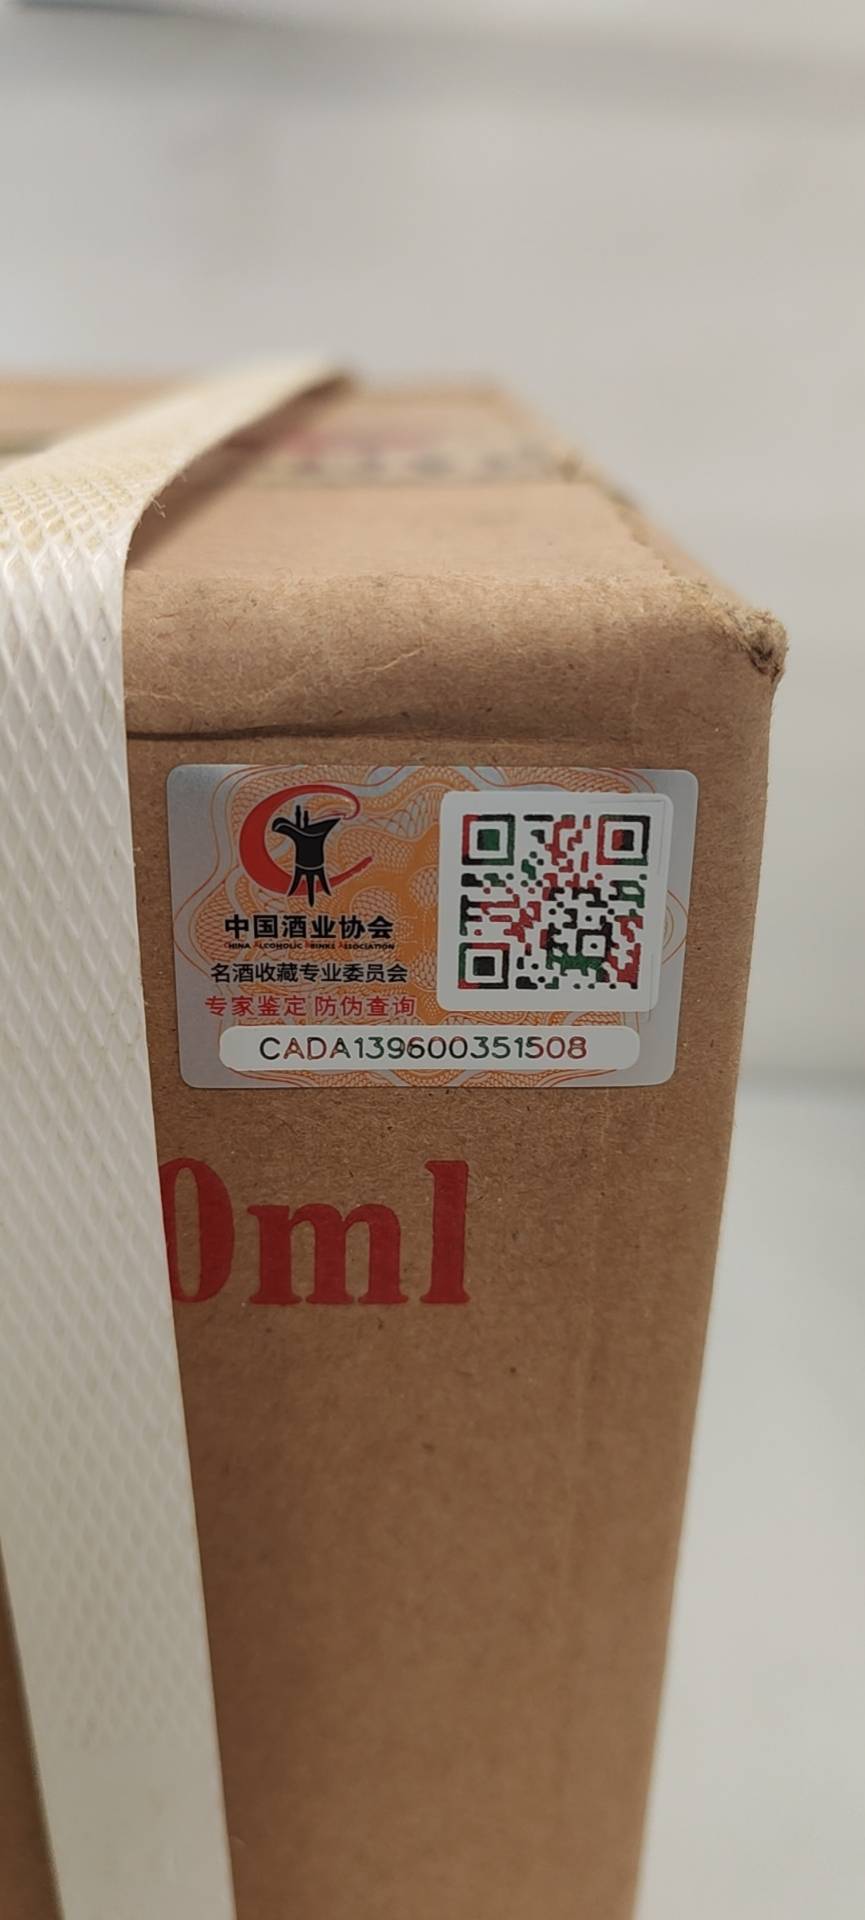 中国酒业协会
CHINA ALCOHOLIC DRINKS ASSOCIATION
名酒收藏专业委员会
专家鉴定 防伪查询
CADA139600351508
0ml